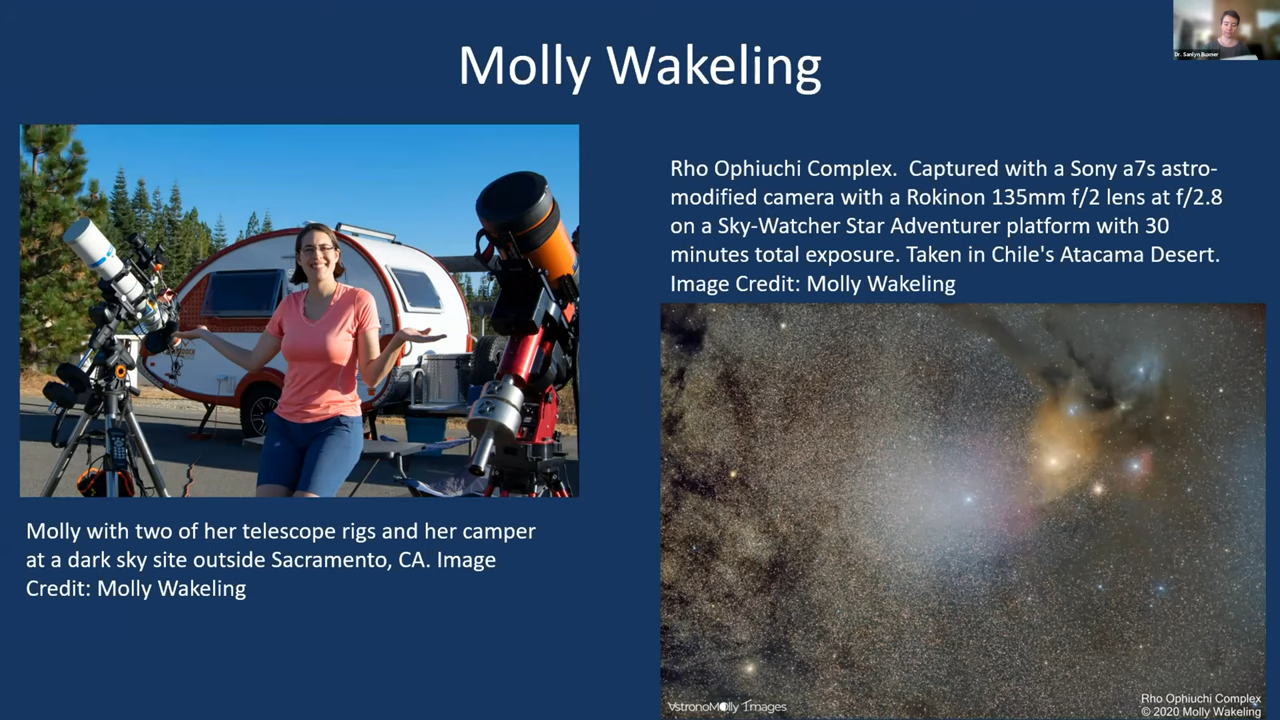 Molly Wakeling
Dr. Sanlyn Buxner
Rho Ophiuchi Complex.  Captured with a Sony a7s astro-
modified camera with a Rokinon 135mm f/2 lens at f/2.8
on a Sky-Watcher Star Adventurer platform with 30
minutes total exposure. Taken in Chile's Atacama Desert.
Image Credit: Molly Wakeling
Molly with two of her telescope rigs and her camper
at a dark sky site outside Sacramento, CA. Image
Credit: Molly Wakeling
AstronoMolly Images
Rho Ophiuchi Complex
© 2020 Molly Wakeling